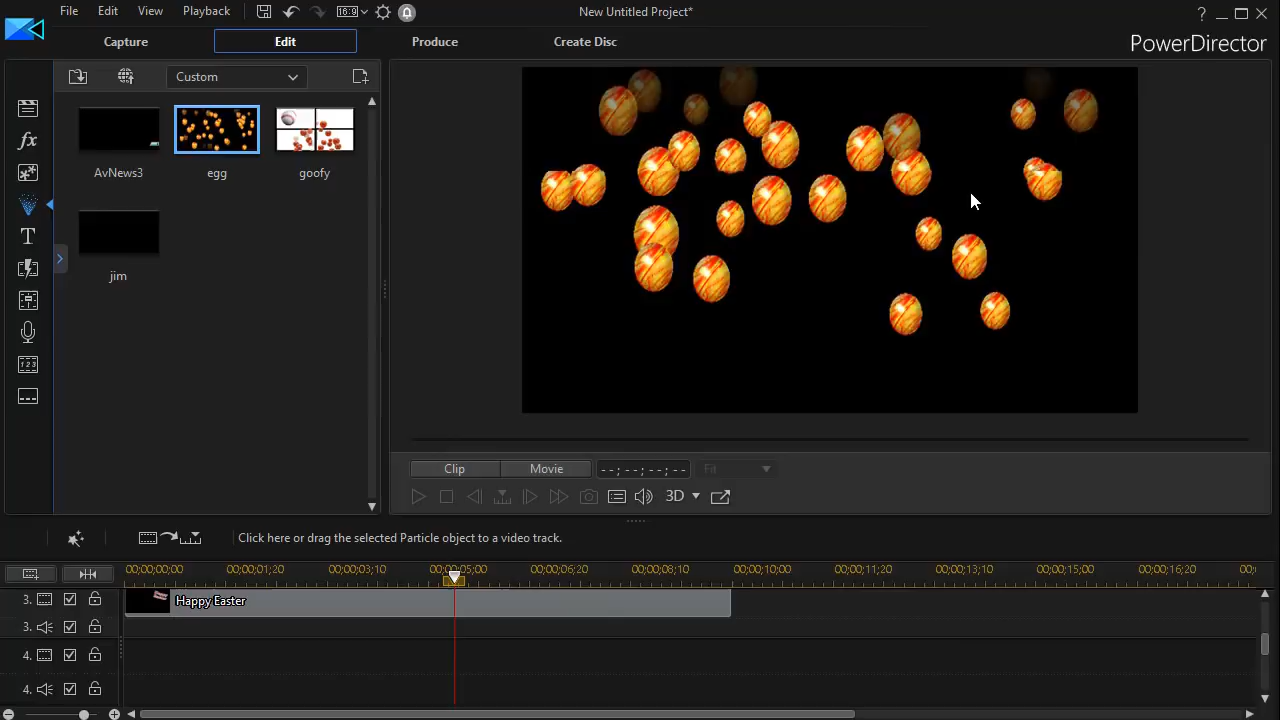 File Edit View Playback 16:9 New Untitled Project* ?
Capture Edit Produce Create Disc PowerDirector
Custom
AvNews3 egg goofy
jim
fx
T
Clip Movie --;--;--;-- Fit
3D
Click here or drag the selected Particle object to a video track.
00;00;00;00 00;00;01;20 00;00;03;10 00;00;05;00 00;00;06;20 00;00;08;10 00;00;10;00 00;00;11;20 00;00;13;10 00;00;15;00 00;00;16;20
3. Happy Easter
3.
4.
4.